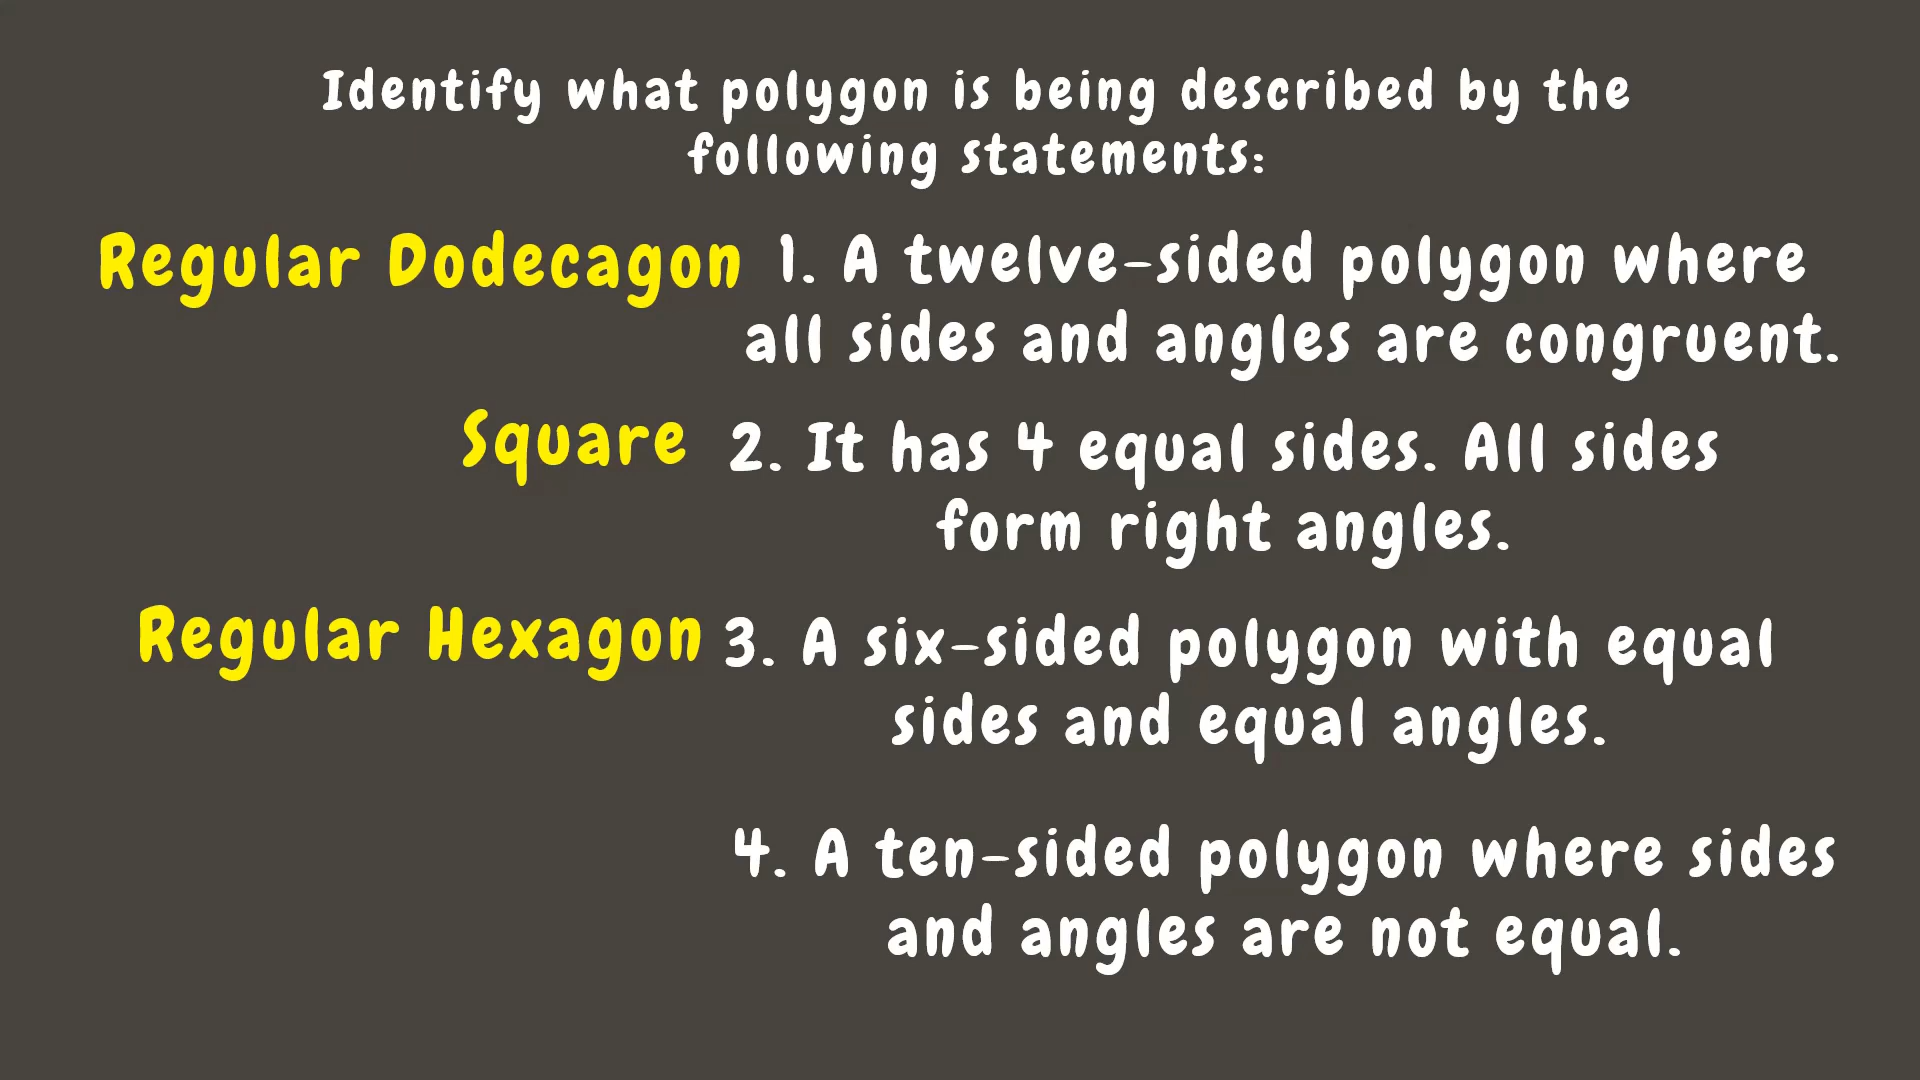 Identify what polygon is being described by the
following statements:
Regular Dodecagon 1. A twelve-sided polygon where
all sides and angles are congruent.
Square 2. It has 4 equal sides. All sides
form right angles.
Regular Hexagon 3. A six-sided polygon with equal
sides and equal angles.
4. A ten-sided polygon where sides
and angles are not equal.